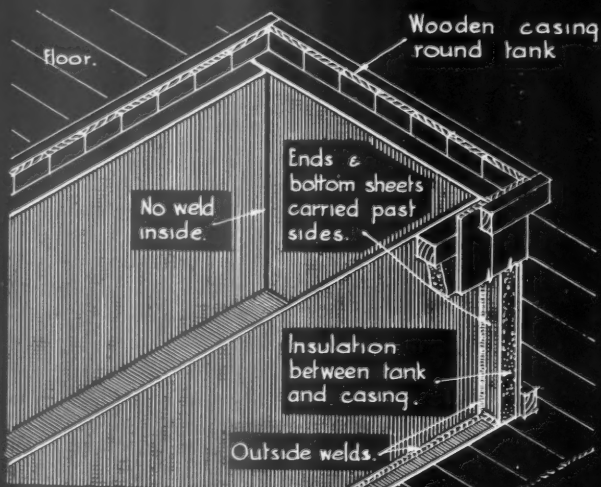 Wooden casing
round tank
Floor.
Ends &
bottom sheets
carried past
sides.
No weld
inside.
Insulation
between tank
and casing.
Outside welds.